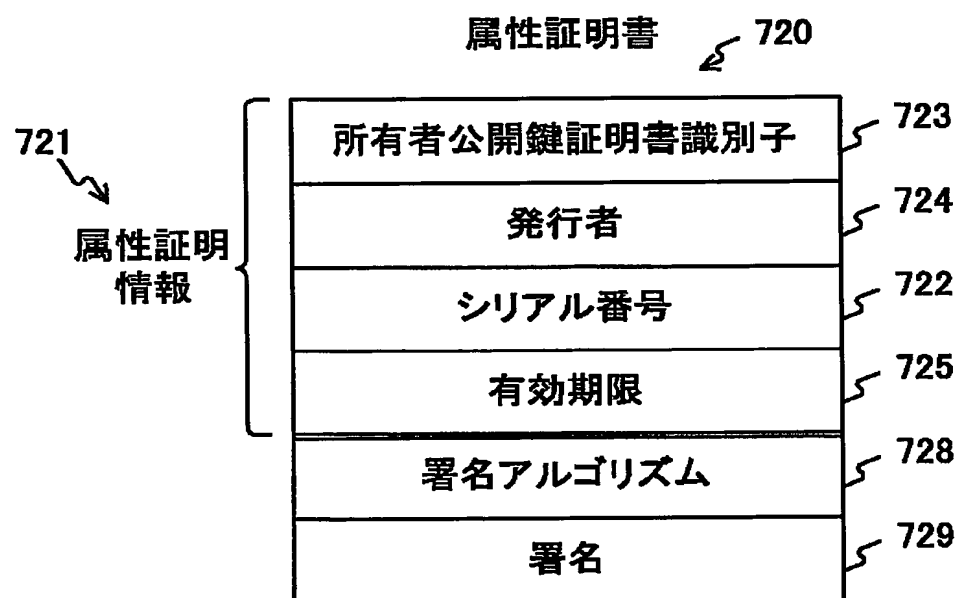 属性証明書 720
721
属性証明
情報
所有者公開鍵証明書識別子 723
発行者 724
シリアル番号 722
有効期限 725
署名アルゴリズム 728
署名 729